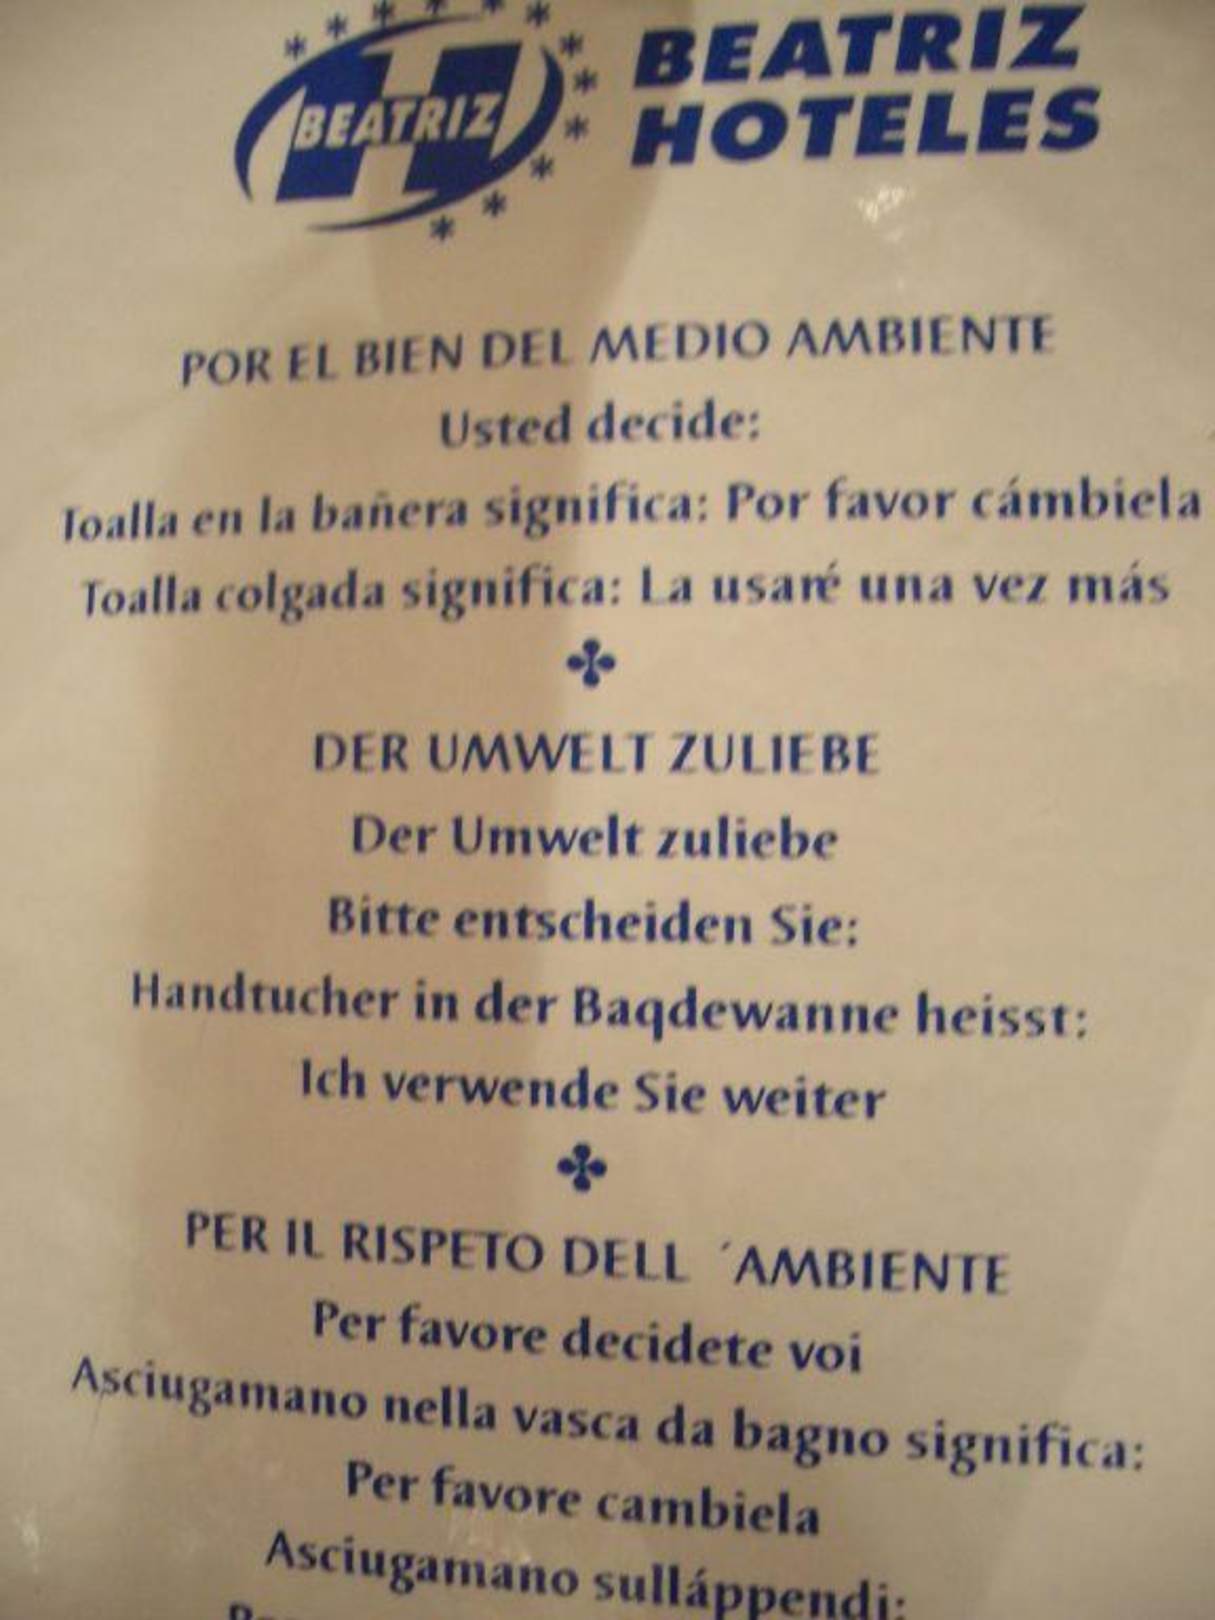 BEATRIZ
BEATRIZ
HOTELES
POR EL BIEN DEL MEDIO AMBIENTE
Usted decide:
Toalla en la bañera significa: Por favor cámbiela
Toalla colgada significa: La usaré una vez más
DER UMWELT ZULIEBE
Der Umwelt zuliebe
Bitte entscheiden Sie:
Handtucher in der Baqdewanne heisst:
Ich verwende Sie weiter
PER IL RISPETO DELL ´AMBIENTE
Per favore decidete voi
Asciugamano nella vasca da bagno significa:
Per favore cambiela
Asciugamano sulláppendi: